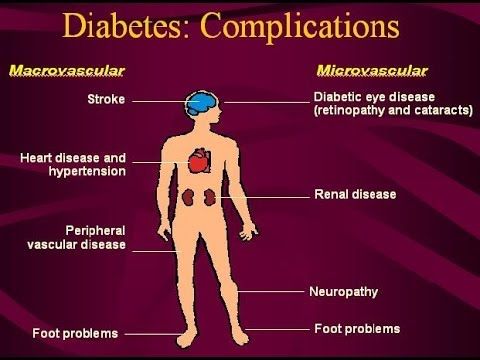 Diabetes: Complications
Macrovascular
Stroke
Heart disease and
hypertension
Peripheral
vascular disease
Foot problems
Microvascular
Diabetic eye disease
(retinopathy and cataracts)
Renal disease
Neuropathy
Foot problems